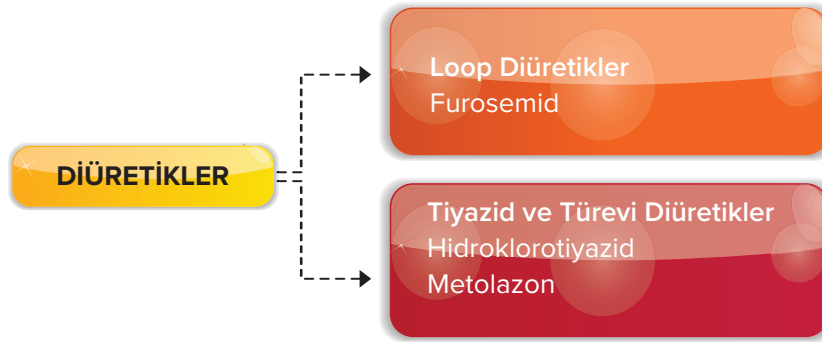 DİÜRETİKLER
Loop Diüretikler
Furosemid
Tiyazid ve Türevi Diüretikler
Hidroklorotiyazid
Metolazon